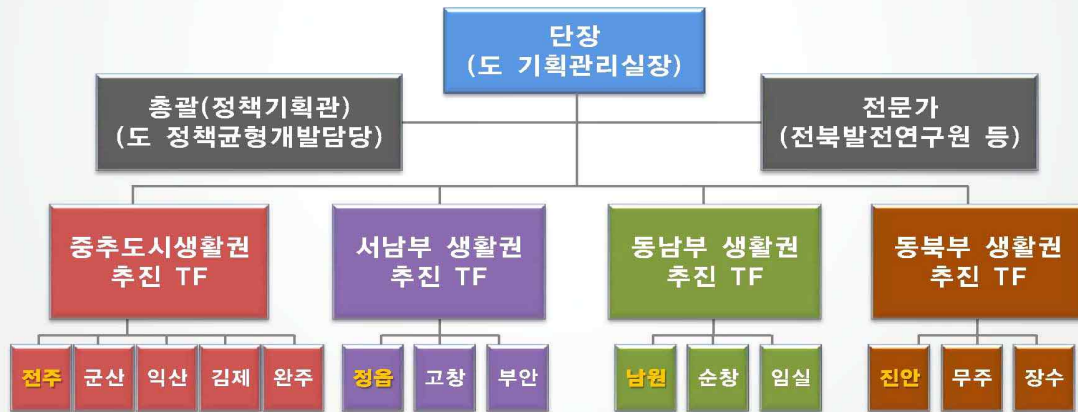 단장
(도 기획관리실장)
총괄(정책기획관)
(도 정책균형개발담당)
전문가
(전북발전연구원 등)
중추도시생활권
추진 TF
서남부 생활권
추진 TF
동남부 생활권
추진 TF
동북부 생활권
추진 TF
전주 군산 익산 김제 완주 정읍 고창 부안 남원 순창 임실 진안 무주 장수